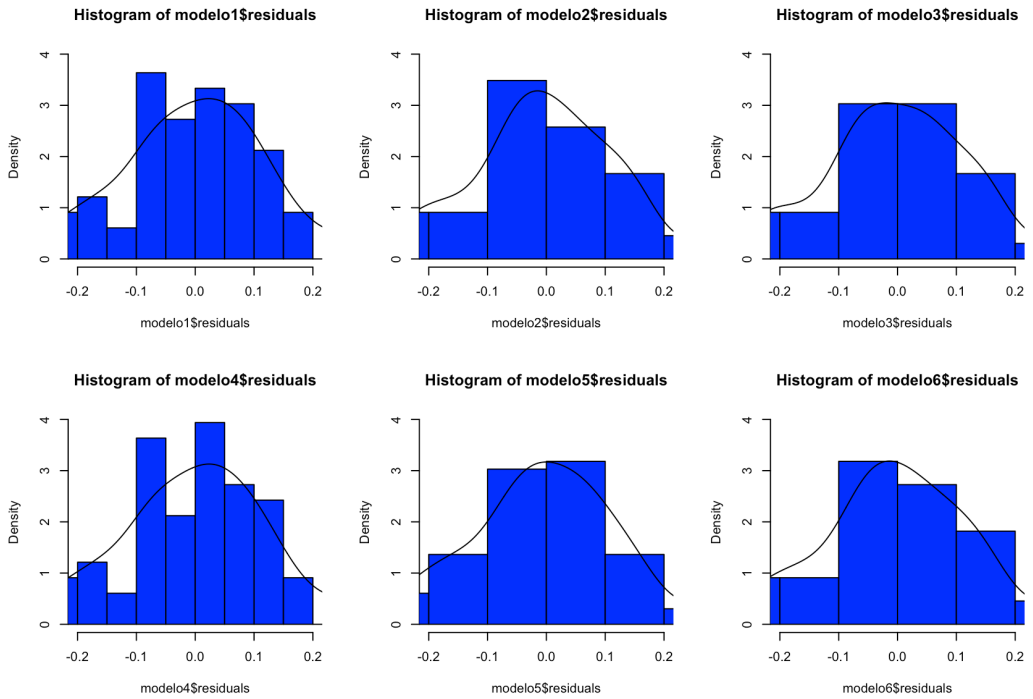 Histogram of modelo1$residuals
Density
0 1 2 3 4
-0.2 -0.1 0.0 0.1 0.2
modelo1$residuals
Histogram of modelo2$residuals
Density
0 1 2 3 4
-0.2 -0.1 0.0 0.1 0.2
modelo2$residuals
Histogram of modelo3$residuals
Density
0 1 2 3 4
-0.2 -0.1 0.0 0.1 0.2
modelo3$residuals
Histogram of modelo4$residuals
Density
0 1 2 3 4
-0.2 -0.1 0.0 0.1 0.2
modelo4$residuals
Histogram of modelo5$residuals
Density
0 1 2 3 4
-0.2 -0.1 0.0 0.1 0.2
modelo5$residuals
Histogram of modelo6$residuals
Density
0 1 2 3 4
-0.2 -0.1 0.0 0.1 0.2
modelo6$residuals